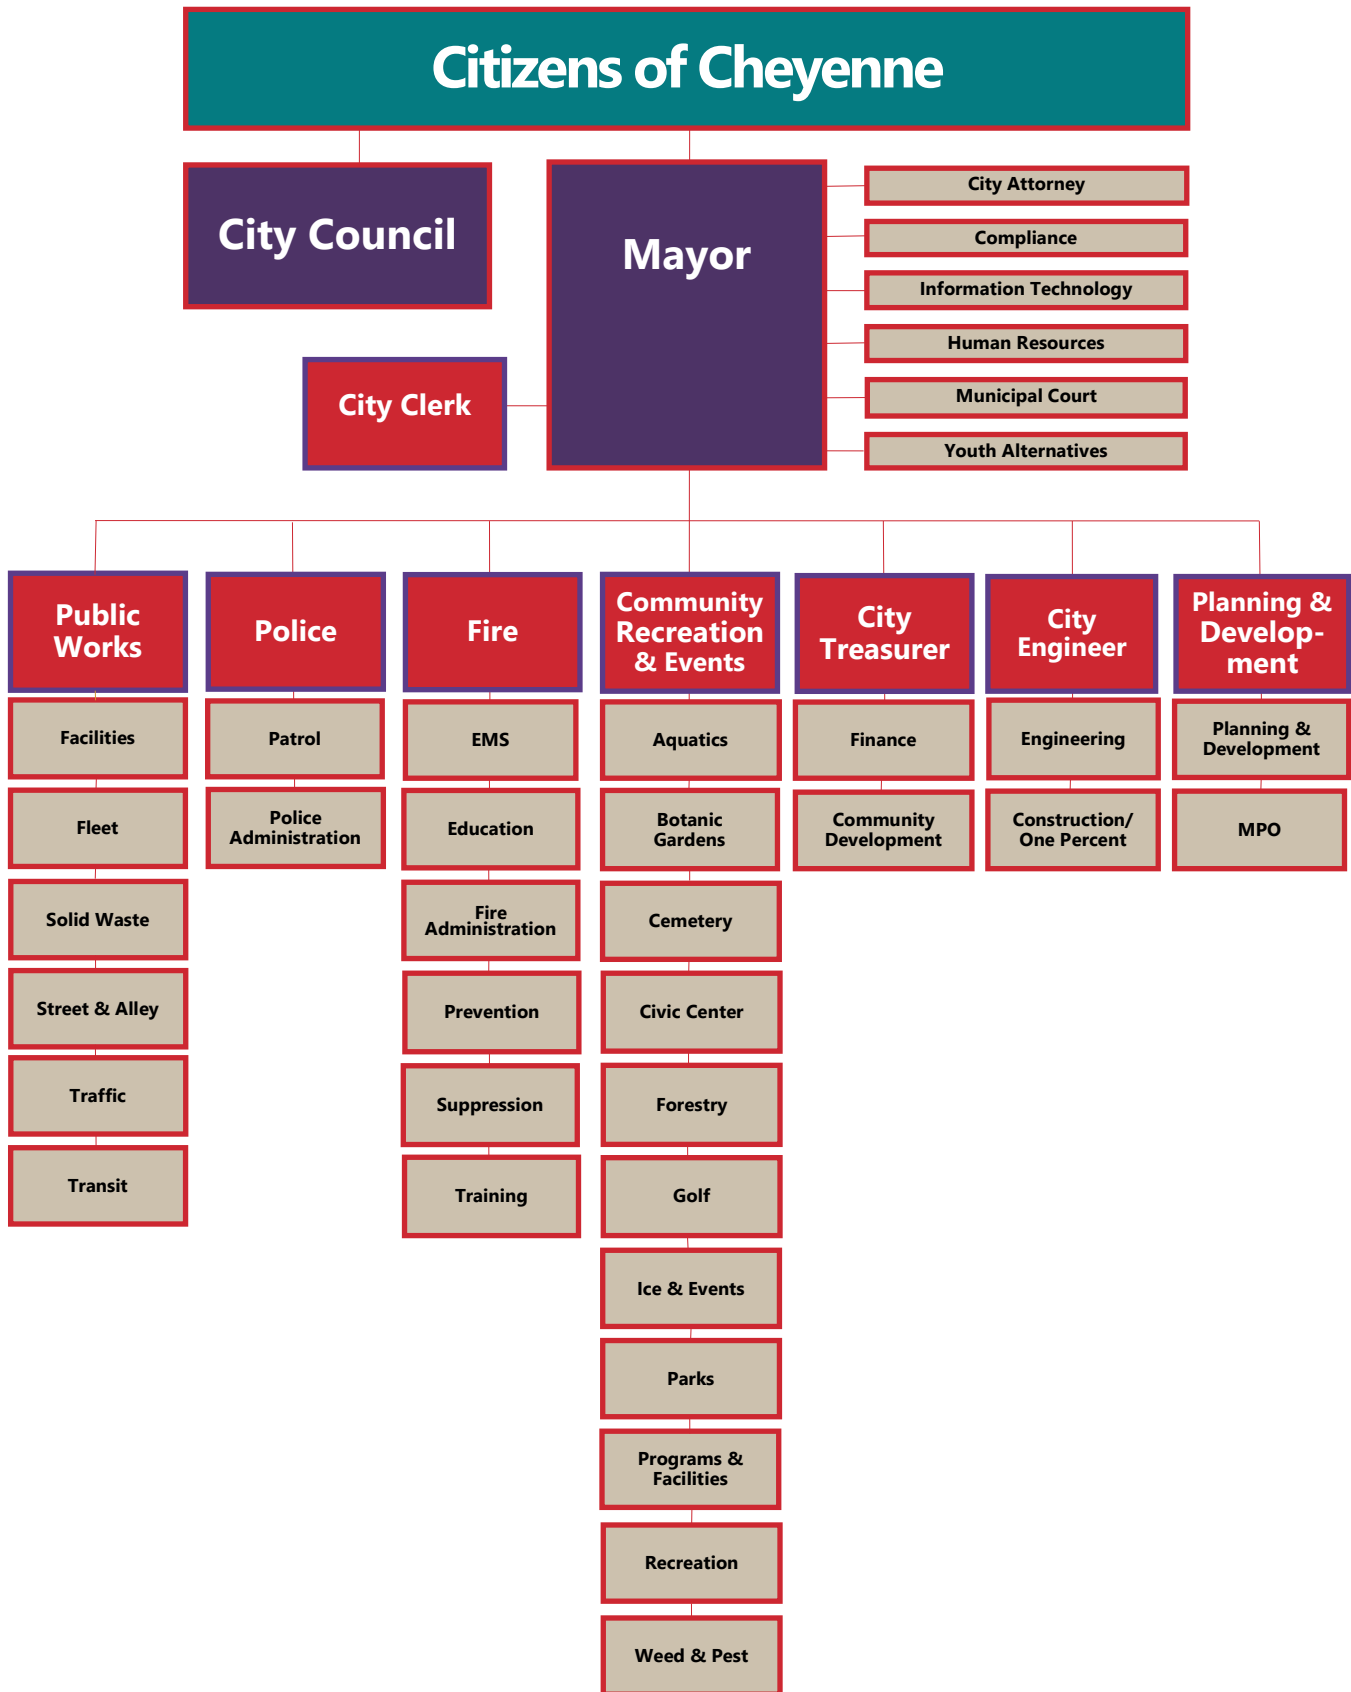 Citizens of Cheyenne
City Council
Mayor
City Attorney
Compliance
Information Technology
Human Resources
Municipal Court
Youth Alternatives
City Clerk
Public
Works
Police
Fire
Community
Recreation
& Events
City
Treasurer
City
Engineer
Planning &
Develop-
ment
Facilities
Fleet
Solid Waste
Street & Alley
Traffic
Transit
Patrol
Police
Administration
EMS
Education
Fire
Administration
Prevention
Suppression
Training
Aquatics
Botanic
Gardens
Cemetery
Civic Center
Forestry
Golf
Ice & Events
Parks
Programs &
Facilities
Recreation
Weed & Pest
Finance
Community
Development
Engineering
Construction/
One Percent
Planning &
Development
MPO